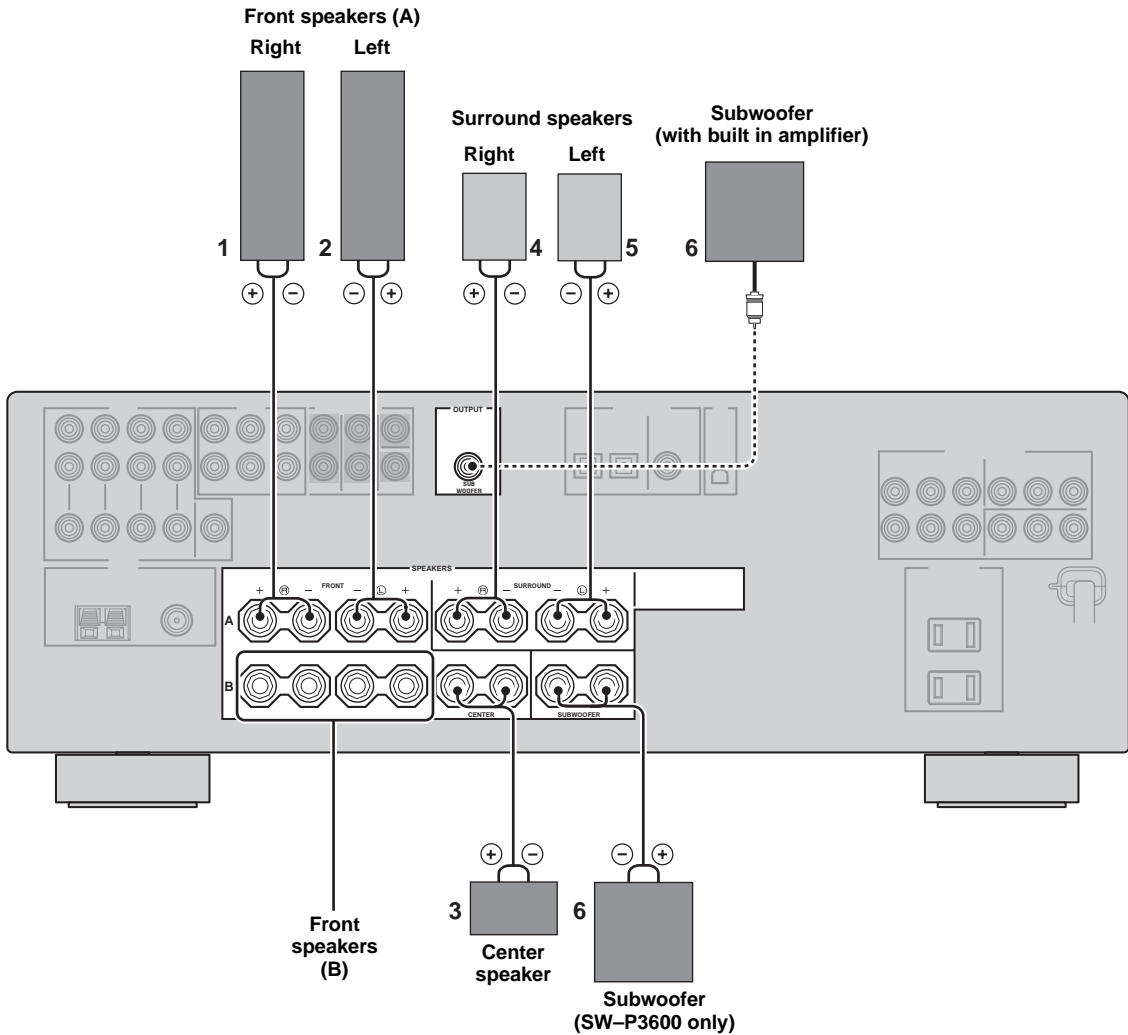 Front speakers (A)
Right Left
Surround speakers
Right Left
Subwoofer
(with built in amplifier)
1 2 4 5 6
+ − − + + − − +
OUTPUT
SUB
WOOFER
SPEAKERS
+ R − FRONT − L + + R − SURROUND − L +
A
B
CENTER SUBWOOFER
+ − − +
3 6
Front
speakers
(B)
Center
speaker
Subwoofer
(SW–P3600 only)